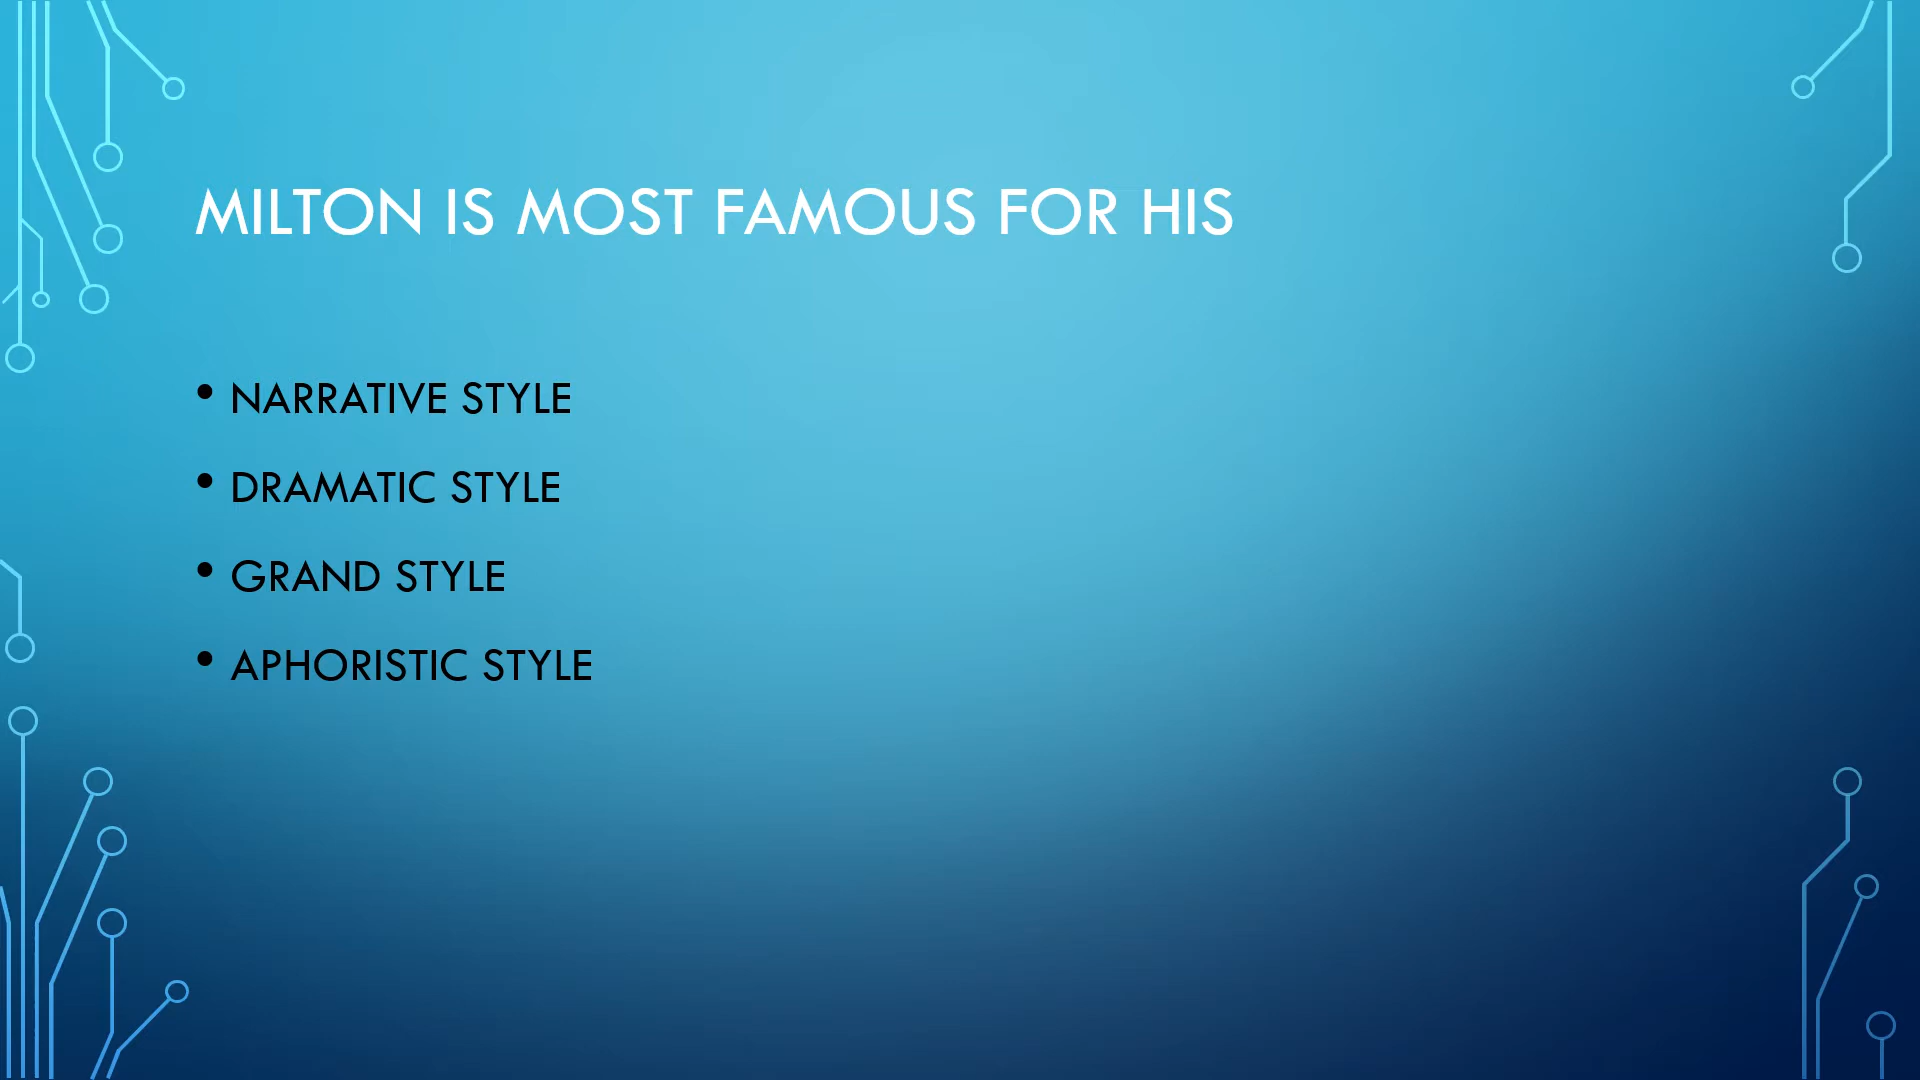 MILTON IS MOST FAMOUS FOR HIS
• NARRATIVE STYLE
• DRAMATIC STYLE
• GRAND STYLE
• APHORISTIC STYLE